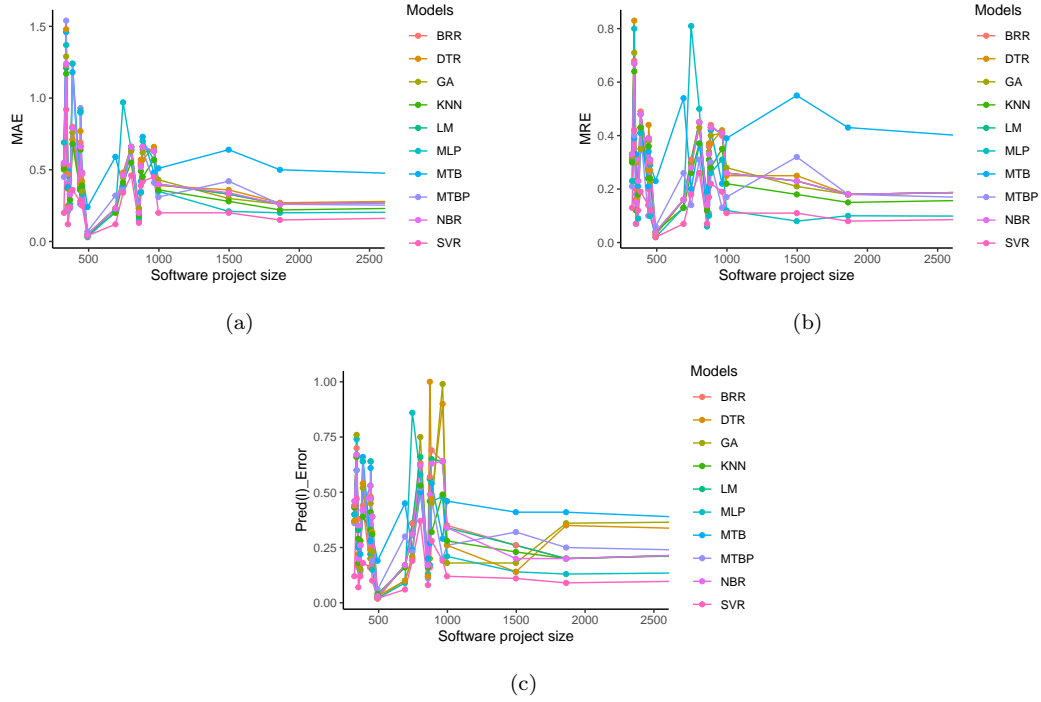 Models
BRR
DTR
GA
KNN
LM
MLP
MTB
MTBP
NBR
SVR
MAE
1.5
1.0
0.5
0.0
500 1000 1500 2000 2500
Software project size
(a)
Models
BRR
DTR
GA
KNN
LM
MLP
MTB
MTBP
NBR
SVR
MRE
0.8
0.6
0.4
0.2
0.0
500 1000 1500 2000 2500
Software project size
(b)
Models
BRR
DTR
GA
KNN
LM
MLP
MTB
MTBP
NBR
SVR
Pred(l)_Error
1.00
0.75
0.50
0.25
0.00
500 1000 1500 2000 2500
Software project size
(c)